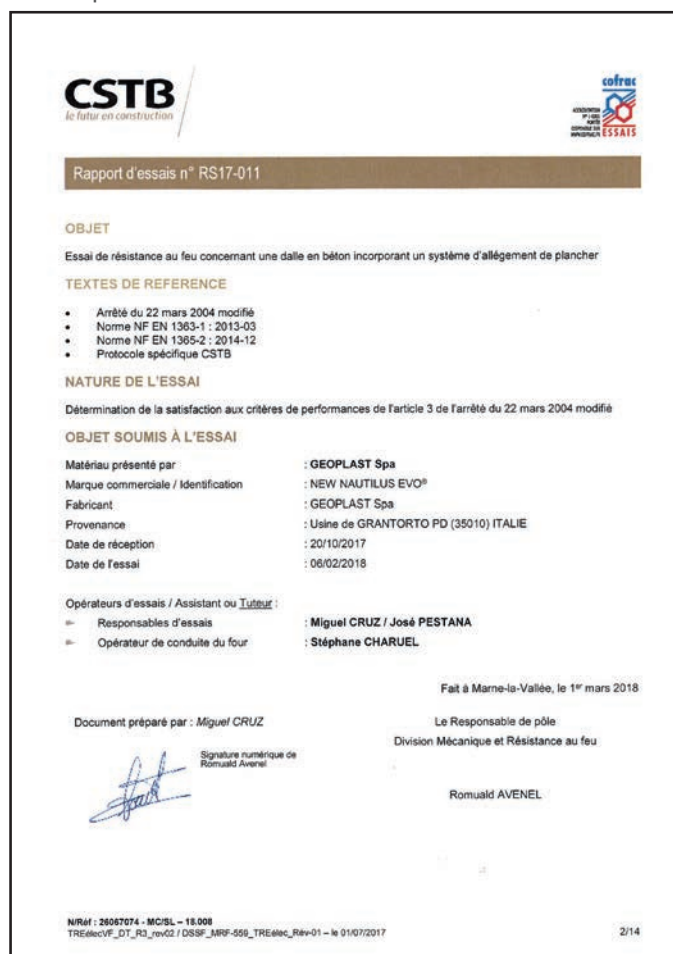 CSTB
le futur en construction
cofrac
ESSAIS
Rapport d'essais n° RS17-011
OBJET
Essai de résistance au feu concernant une dalle en béton incorporant un système d'allégement de plancher
TEXTES DE REFERENCE
• Arrêté du 22 mars 2004 modifié
• Norme NF EN 1363-1 : 2013-03
• Norme NF EN 1365-2 : 2014-12
• Protocole spécifique CSTB
NATURE DE L'ESSAI
Détermination de la satisfaction aux critères de performances de l'article 3 de l'arrêté du 22 mars 2004 modifié
OBJET SOUMIS À L'ESSAI
Matériau présenté par : GEOPLAST Spa
Marque commerciale / Identification : NEW NAUTILUS EVO®
Fabricant : GEOPLAST Spa
Provenance : Usine de GRANTORTO PD (35010) ITALIE
Date de réception : 20/10/2017
Date de l'essai : 06/02/2018
Opérateurs d'essais / Assistant ou Tuteur :
Responsables d'essais : Miguel CRUZ / José PESTANA
Opérateur de conduite du four : Stéphane CHARUEL
Fait à Marne-la-Vallée, le 1er mars 2018
Document préparé par : Miguel CRUZ
Le Responsable de pôle
Division Mécanique et Résistance au feu
Signature numérique de
Romuald Avenel
Romuald AVENEL
N/Réf : 26067074 - MC/SL – 18.008
TREélecVF_DT_R3_rev02 / DSSF_MRF-559_TREélec_Rév-01 – le 01/07/2017
2/14